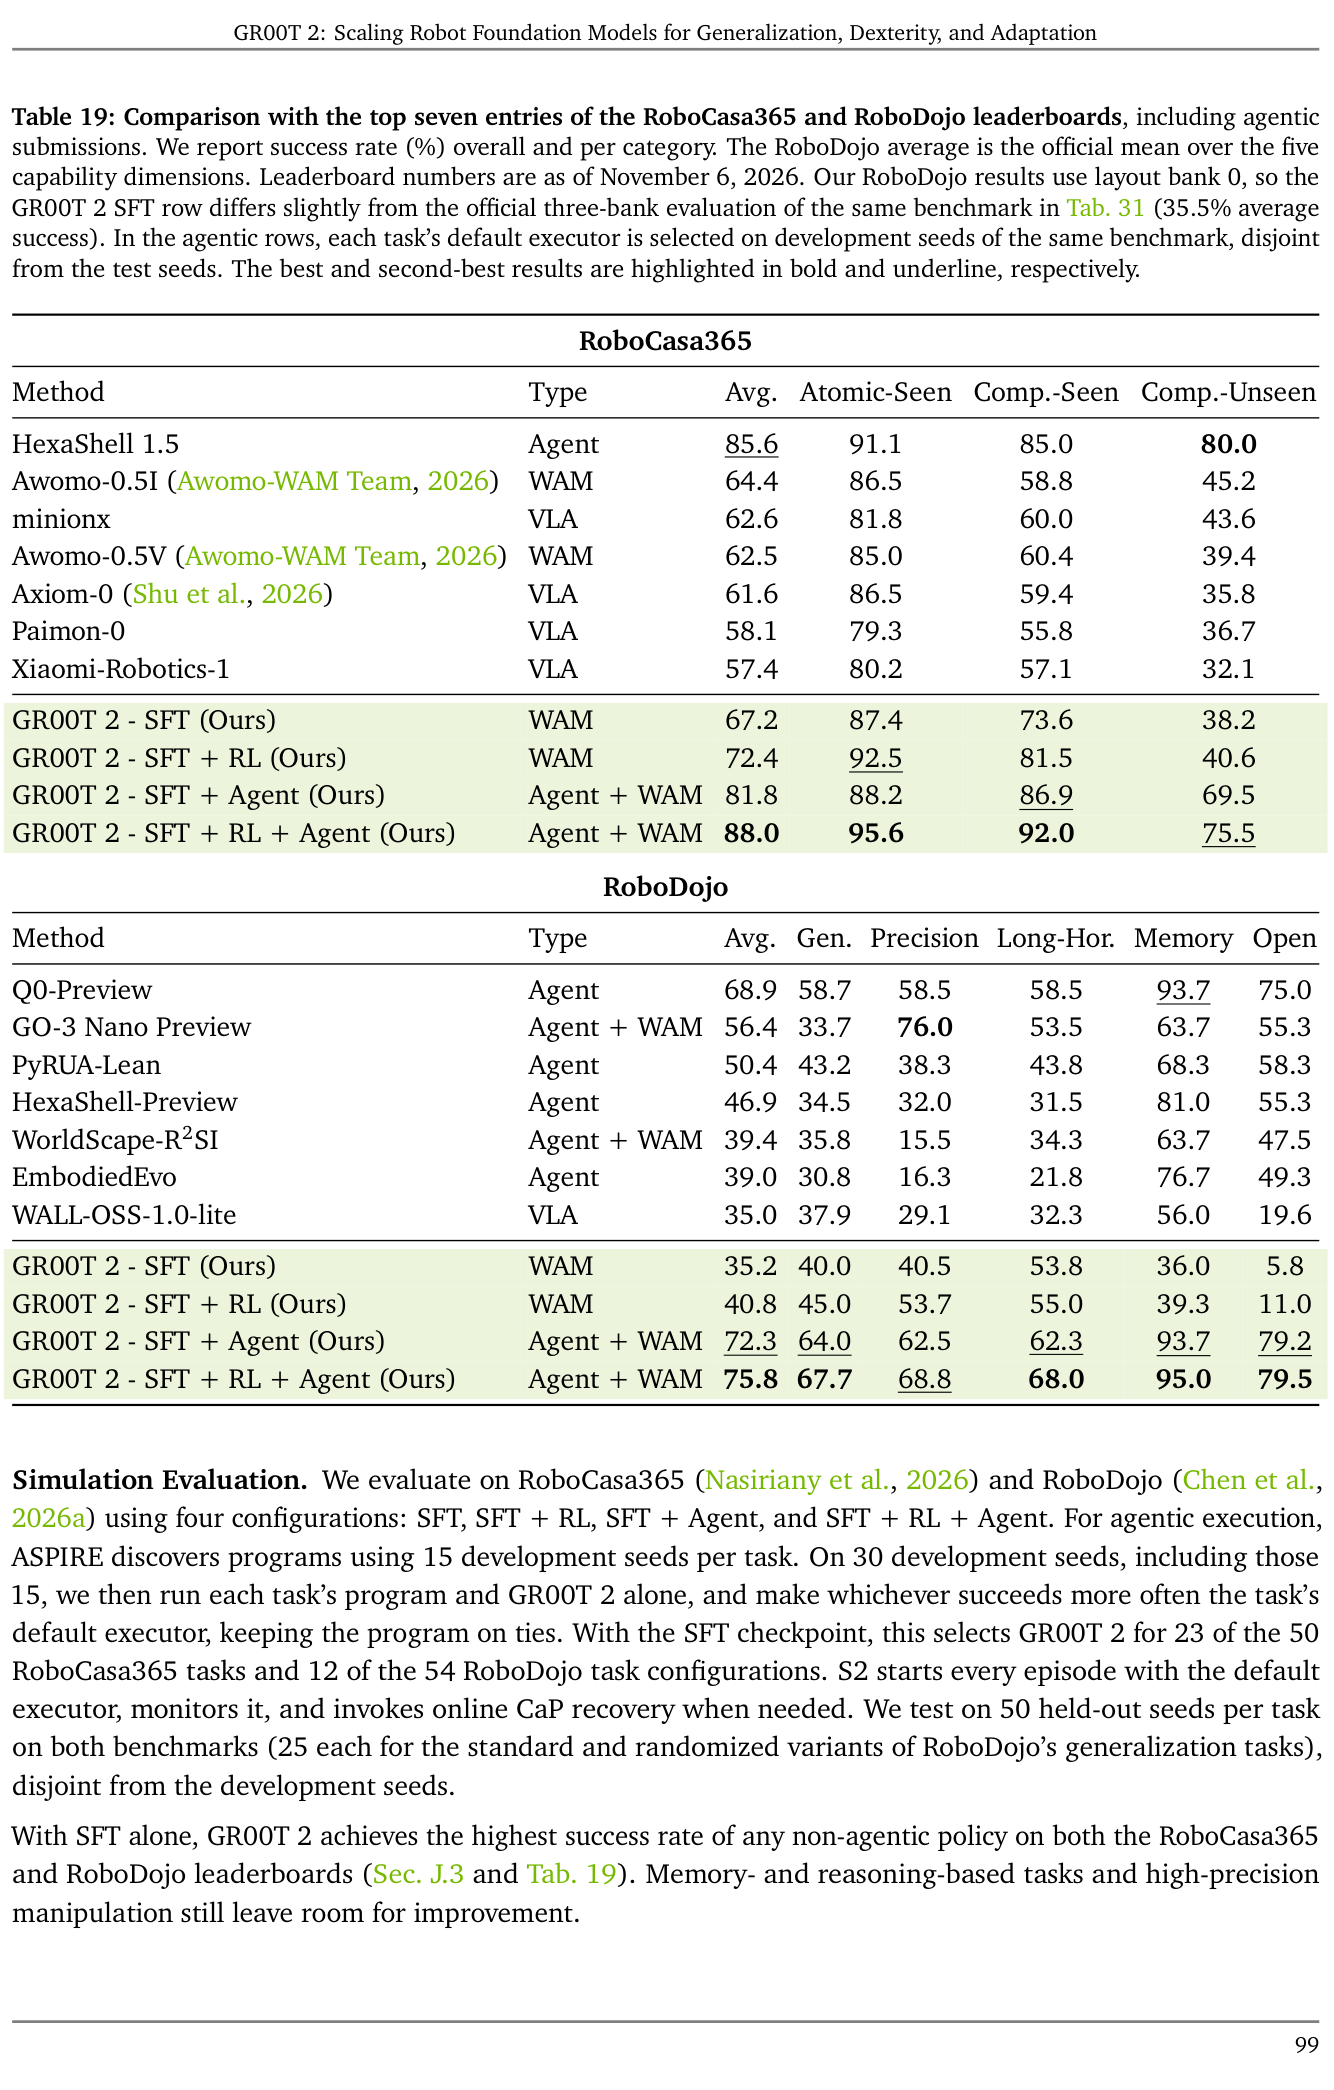 GR00T 2: Scaling Robot Foundation Models for Generalization, Dexterity, and Adaptation
Table 19: Comparison with the top seven entries of the RoboCasa365 and RoboDojo leaderboards, including agentic
submissions. We report success rate (%) overall and per category. The RoboDojo average is the official mean over the five
capability dimensions. Leaderboard numbers are as of November 6, 2026. Our RoboDojo results use layout bank 0, so the
GR00T 2 SFT row differs slightly from the official three-bank evaluation of the same benchmark in Tab. 31 (35.5% average
success). In the agentic rows, each task's default executor is selected on development seeds of the same benchmark, disjoint
from the test seeds. The best and second-best results are highlighted in bold and underline, respectively.
RoboCasa365
Method Type Avg. Atomic-Seen Comp.-Seen Comp.-Unseen
HexaShell 1.5 Agent 85.6 91.1 85.0 80.0
Awomo-0.5I (Awomo-WAM Team, 2026) WAM 64.4 86.5 58.8 45.2
minionx VLA 62.6 81.8 60.0 43.6
Awomo-0.5V (Awomo-WAM Team, 2026) WAM 62.5 85.0 60.4 39.4
Axiom-0 (Shu et al., 2026) VLA 61.6 86.5 59.4 35.8
Paimon-0 VLA 58.1 79.3 55.8 36.7
Xiaomi-Robotics-1 VLA 57.4 80.2 57.1 32.1
GR00T 2 - SFT (Ours) WAM 67.2 87.4 73.6 38.2
GR00T 2 - SFT + RL (Ours) WAM 72.4 92.5 81.5 40.6
GR00T 2 - SFT + Agent (Ours) Agent + WAM 81.8 88.2 86.9 69.5
GR00T 2 - SFT + RL + Agent (Ours) Agent + WAM 88.0 95.6 92.0 75.5
RoboDojo
Method Type Avg. Gen. Precision Long-Hor. Memory Open
Q0-Preview Agent 68.9 58.7 58.5 58.5 93.7 75.0
GO-3 Nano Preview Agent + WAM 56.4 33.7 76.0 53.5 63.7 55.3
PyRUA-Lean Agent 50.4 43.2 38.3 43.8 68.3 58.3
HexaShell-Preview Agent 46.9 34.5 32.0 31.5 81.0 55.3
WorldScape-R²SI Agent + WAM 39.4 35.8 15.5 34.3 63.7 47.5
EmbodiedEvo Agent 39.0 30.8 16.3 21.8 76.7 49.3
WALL-OSS-1.0-lite VLA 35.0 37.9 29.1 32.3 56.0 19.6
GR00T 2 - SFT (Ours) WAM 35.2 40.0 40.5 53.8 36.0 5.8
GR00T 2 - SFT + RL (Ours) WAM 40.8 45.0 53.7 55.0 39.3 11.0
GR00T 2 - SFT + Agent (Ours) Agent + WAM 72.3 64.0 62.5 62.3 93.7 79.2
GR00T 2 - SFT + RL + Agent (Ours) Agent + WAM 75.8 67.7 68.8 68.0 95.0 79.5
Simulation Evaluation. We evaluate on RoboCasa365 (Nasiriany et al., 2026) and RoboDojo (Chen et al.,
2026a) using four configurations: SFT, SFT + RL, SFT + Agent, and SFT + RL + Agent. For agentic execution,
ASPIRE discovers programs using 15 development seeds per task. On 30 development seeds, including those
15, we then run each task's program and GR00T 2 alone, and make whichever succeeds more often the task's
default executor, keeping the program on ties. With the SFT checkpoint, this selects GR00T 2 for 23 of the 50
RoboCasa365 tasks and 12 of the 54 RoboDojo task configurations. S2 starts every episode with the default
executor, monitors it, and invokes online CaP recovery when needed. We test on 50 held-out seeds per task
on both benchmarks (25 each for the standard and randomized variants of RoboDojo's generalization tasks),
disjoint from the development seeds.
With SFT alone, GR00T 2 achieves the highest success rate of any non-agentic policy on both the RoboCasa365
and RoboDojo leaderboards (Sec. J.3 and Tab. 19). Memory- and reasoning-based tasks and high-precision
manipulation still leave room for improvement.
99